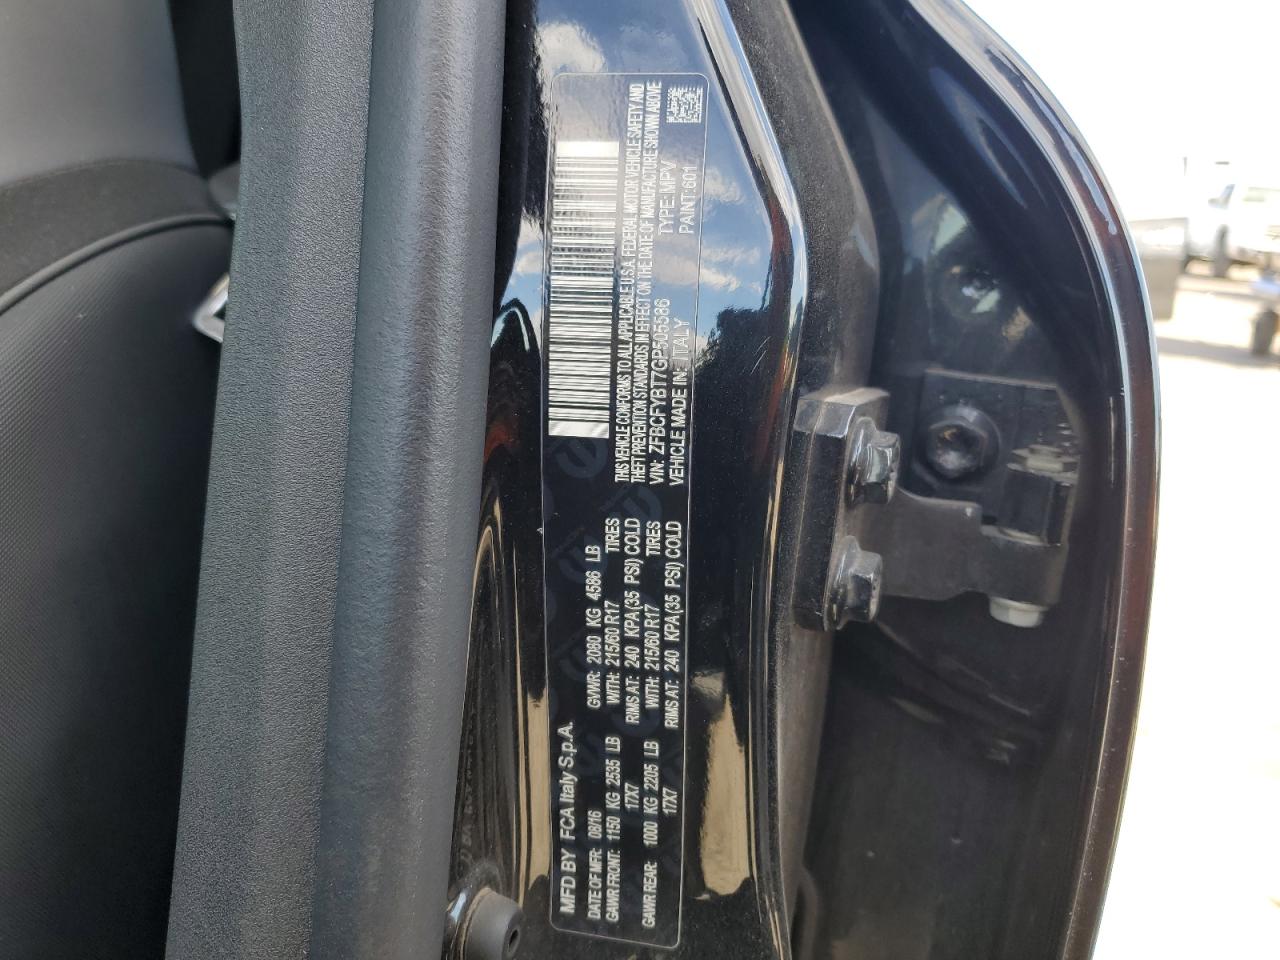 MFD BY FCA Italy S.p.A.
DATE OF MFR: 08/16 GVWR: 2080 KG 4586 LB
GAWR FRONT: 1150 KG 2535 LB WITH: 215/60 R17 TIRES
17X7 RIMS AT: 240 KPA(35 PSI) COLD
GAWR REAR: 1000 KG 2205 LB WITH: 215/60 R17 TIRES
17X7 RIMS AT: 240 KPA(35 PSI) COLD
THIS VEHICLE CONFORMS TO ALL APPLICABLE U.S.A. FEDERAL MOTOR VEHICLE SAFETY AND
THEFT PREVENTION STANDARDS IN EFFECT ON THE DATE OF MANUFACTURE SHOWN ABOVE
VIN: ZFBCFYBT7GP505586 TYPE: MPV
VEHICLE MADE IN: ITALY PAINT: 601